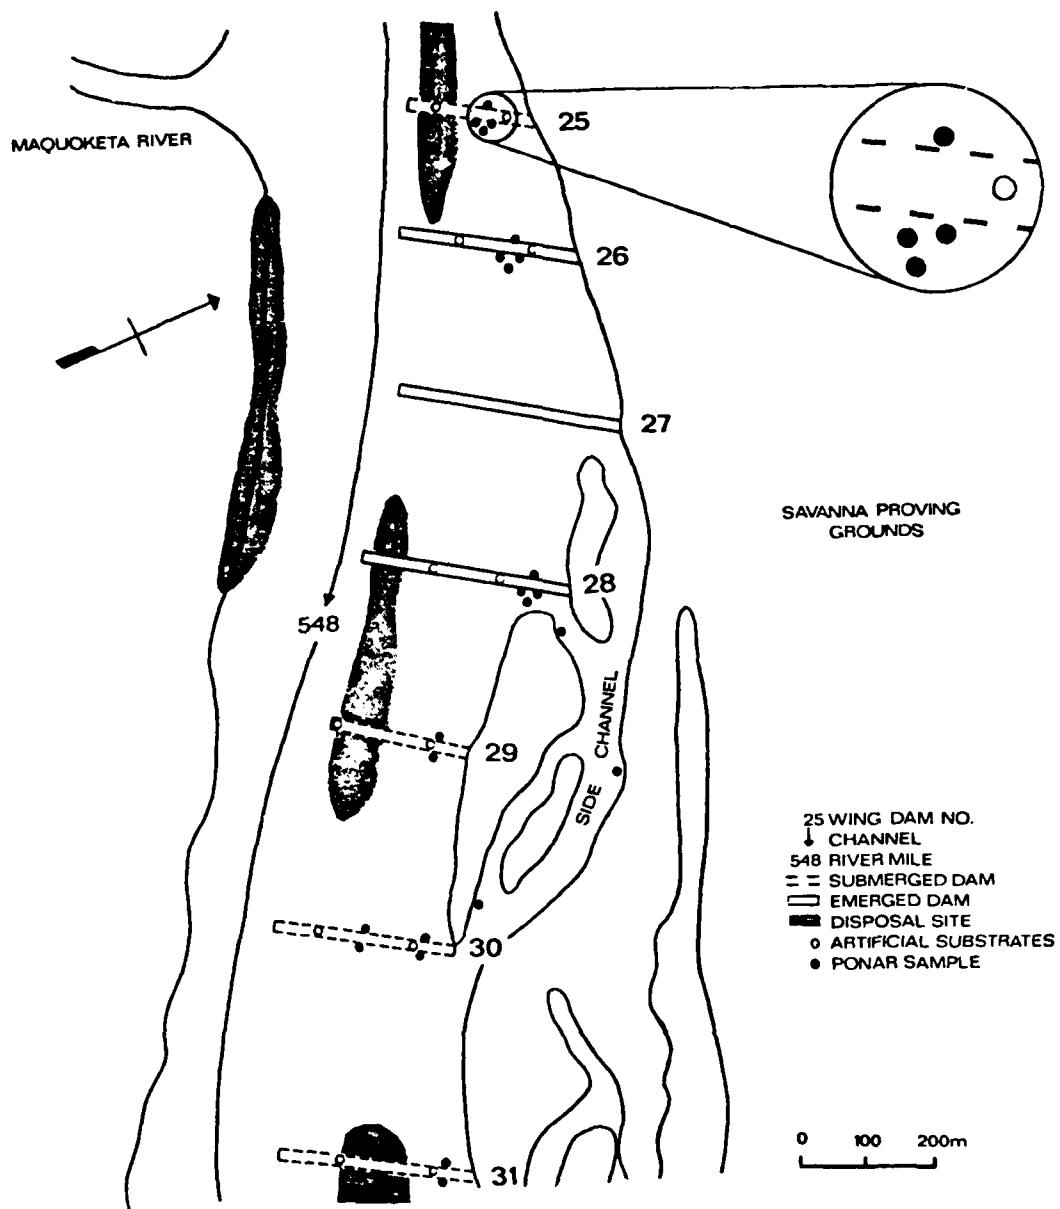 MAQUOKETA RIVER
25
26
27
SAVANNA PROVING
GROUNDS
28
548
SIDE CHANNEL
29
30
31
25 WING DAM NO.
CHANNEL
548 RIVER MILE
SUBMERGED DAM
EMERGED DAM
DISPOSAL SITE
ARTIFICIAL SUBSTRATES
PONAR SAMPLE
0 100 200m